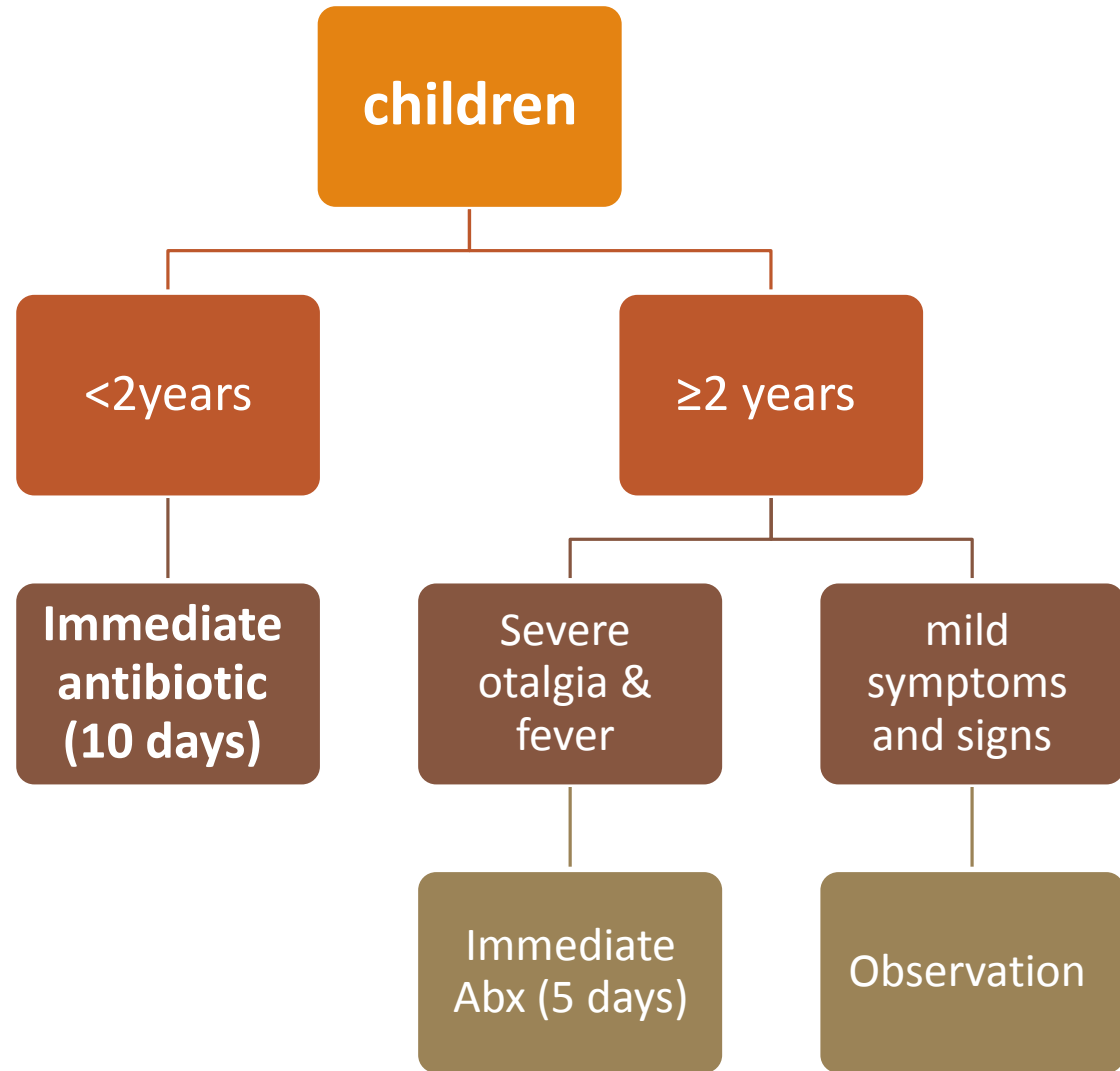 children
<2years
≥2 years
Immediate
antibiotic
(10 days)
Severe
otalgia &
fever
mild
symptoms
and signs
Immediate
Abx (5 days)
Observation